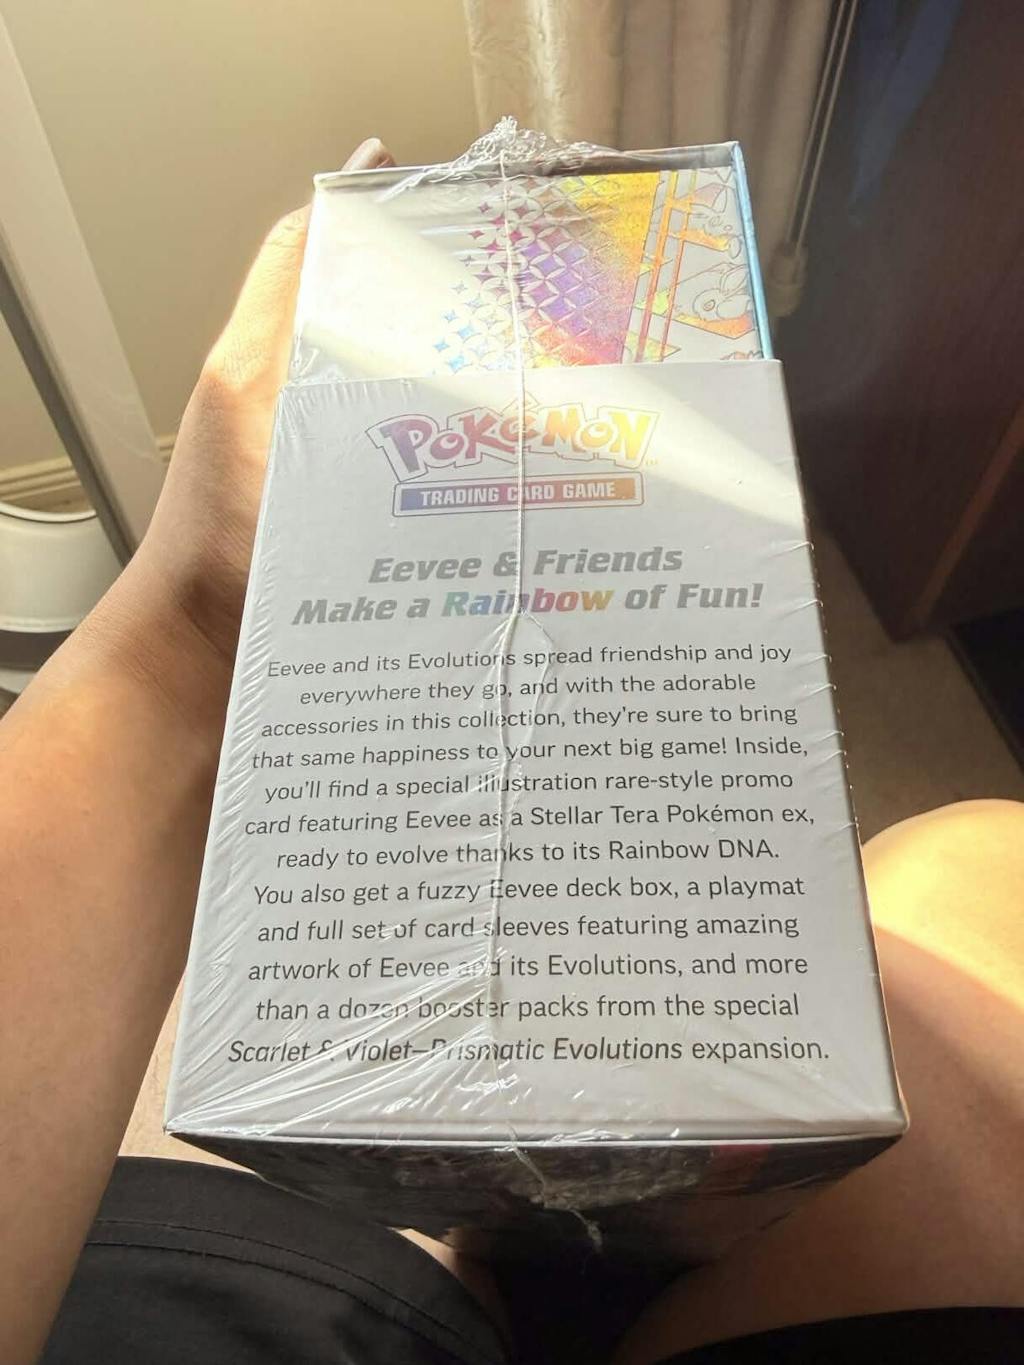 POKéMON
TRADING CARD GAME
Eevee & Friends
Make a Rainbow of Fun!
Eevee and its Evolutions spread friendship and joy
everywhere they go, and with the adorable
accessories in this collection, they're sure to bring
that same happiness to your next big game! Inside,
you'll find a special illustration rare-style promo
card featuring Eevee as a Stellar Tera Pokémon ex,
ready to evolve thanks to its Rainbow DNA.
You also get a fuzzy Eevee deck box, a playmat
and full set of card sleeves featuring amazing
artwork of Eevee and its Evolutions, and more
than a dozen booster packs from the special
Scarlet & Violet—Prismatic Evolutions expansion.